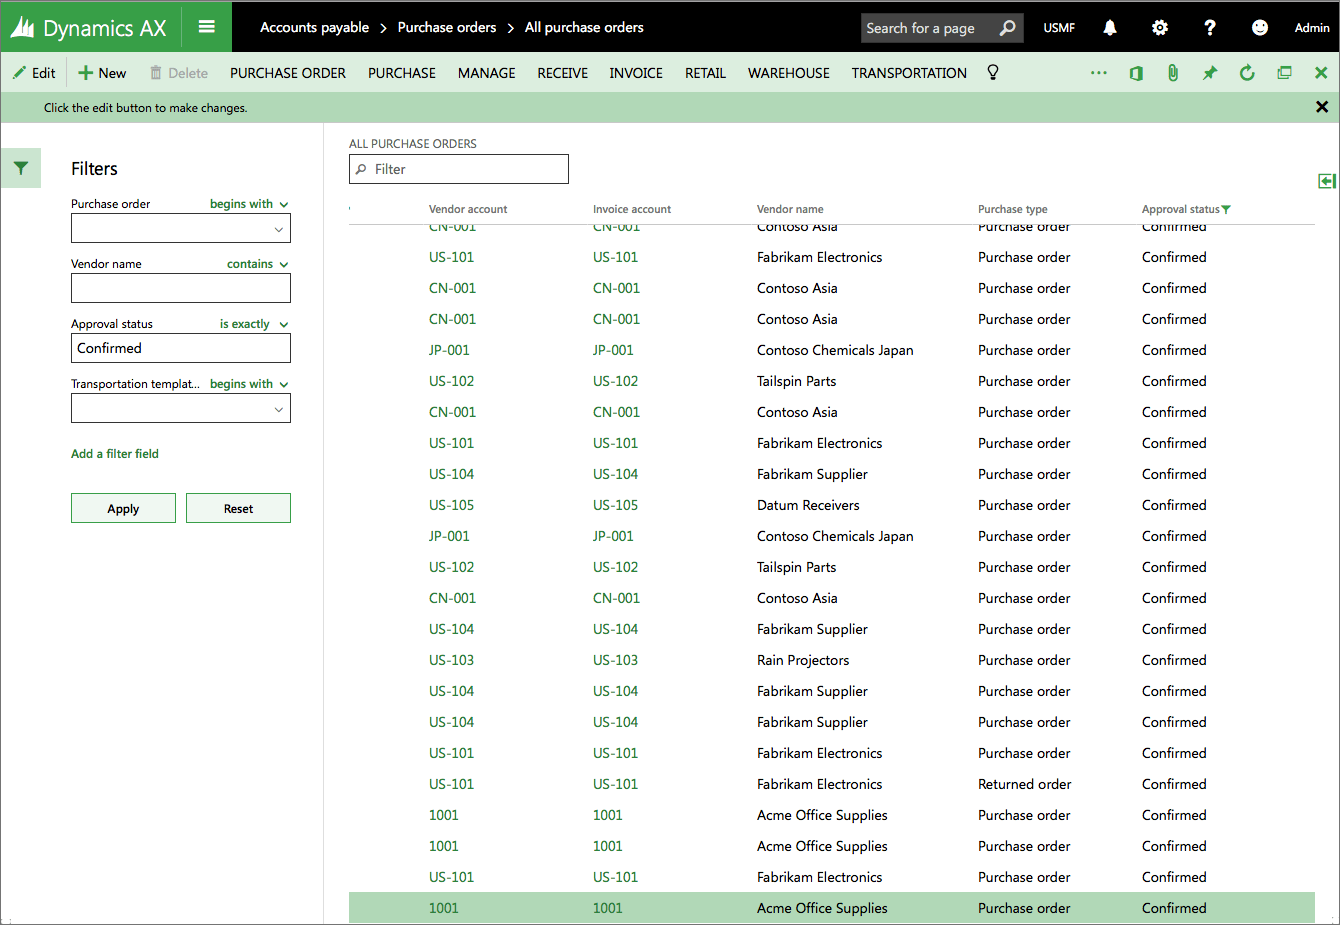 Dynamics AX
Accounts payable > Purchase orders > All purchase orders
Search for a page
USMF
?
Admin
Edit
New
Delete
PURCHASE ORDER
PURCHASE
MANAGE
RECEIVE
INVOICE
RETAIL
WAREHOUSE
TRANSPORTATION
Click the edit button to make changes.
Filters
Purchase order begins with
Vendor name contains
Approval status is exactly
Confirmed
Transportation templat... begins with
Add a filter field
Apply
Reset
ALL PURCHASE ORDERS
Filter
Vendor account Invoice account Vendor name Purchase type Approval status
CN-001 CN-001 Contoso Asia Purchase order Confirmed
US-101 US-101 Fabrikam Electronics Purchase order Confirmed
CN-001 CN-001 Contoso Asia Purchase order Confirmed
CN-001 CN-001 Contoso Asia Purchase order Confirmed
JP-001 JP-001 Contoso Chemicals Japan Purchase order Confirmed
US-102 US-102 Tailspin Parts Purchase order Confirmed
CN-001 CN-001 Contoso Asia Purchase order Confirmed
US-101 US-101 Fabrikam Electronics Purchase order Confirmed
US-104 US-104 Fabrikam Supplier Purchase order Confirmed
US-105 US-105 Datum Receivers Purchase order Confirmed
JP-001 JP-001 Contoso Chemicals Japan Purchase order Confirmed
US-102 US-102 Tailspin Parts Purchase order Confirmed
CN-001 CN-001 Contoso Asia Purchase order Confirmed
US-104 US-104 Fabrikam Supplier Purchase order Confirmed
US-103 US-103 Rain Projectors Purchase order Confirmed
US-104 US-104 Fabrikam Supplier Purchase order Confirmed
US-104 US-104 Fabrikam Supplier Purchase order Confirmed
US-101 US-101 Fabrikam Electronics Purchase order Confirmed
US-101 US-101 Fabrikam Electronics Returned order Confirmed
1001 1001 Acme Office Supplies Purchase order Confirmed
1001 1001 Acme Office Supplies Purchase order Confirmed
US-101 US-101 Fabrikam Electronics Purchase order Confirmed
1001 1001 Acme Office Supplies Purchase order Confirmed